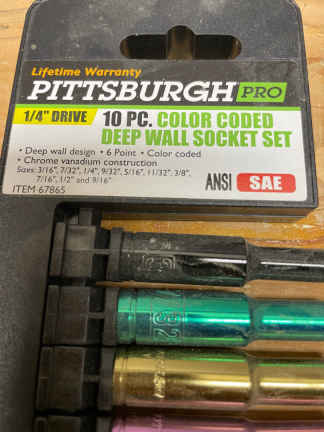 Lifetime Warranty
PITTSBURGH PRO
1/4" DRIVE
10 PC. COLOR CODED
DEEP WALL SOCKET SET
• Deep wall design • 6 Point • Color coded
• Chrome vanadium construction
Sizes: 3/16", 7/32", 1/4", 9/32", 5/16", 11/32", 3/8",
7/16", 1/2" and 9/16"
ITEM 67865
ANSI SAE